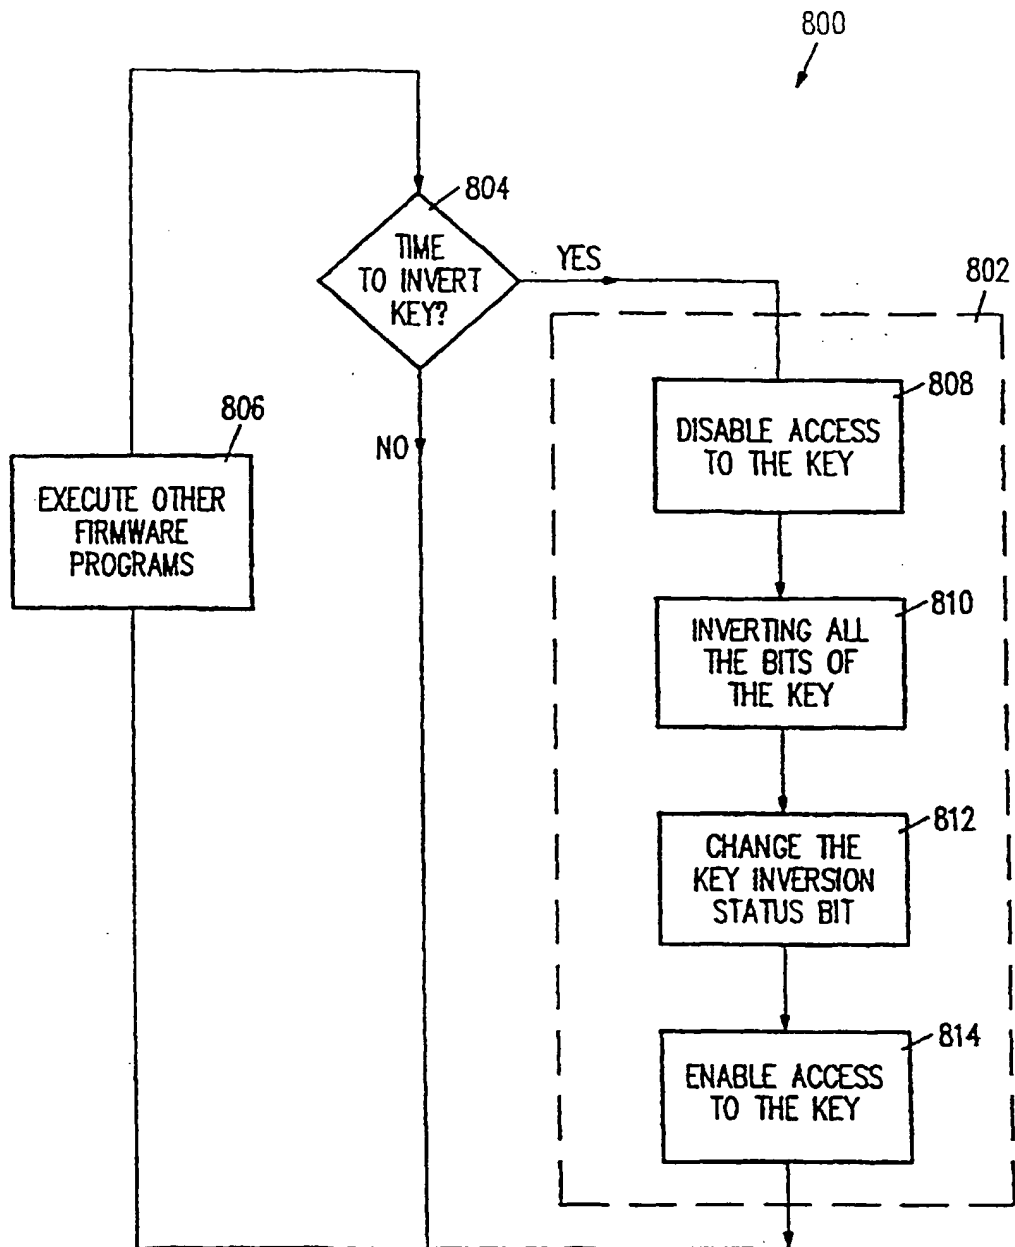 800
804
TIME
TO INVERT
KEY?
YES
802
808
DISABLE ACCESS
TO THE KEY
NO
806
EXECUTE OTHER
FIRMWARE
PROGRAMS
810
INVERTING ALL
THE BITS OF
THE KEY
812
CHANGE THE
KEY INVERSION
STATUS BIT
814
ENABLE ACCESS
TO THE KEY